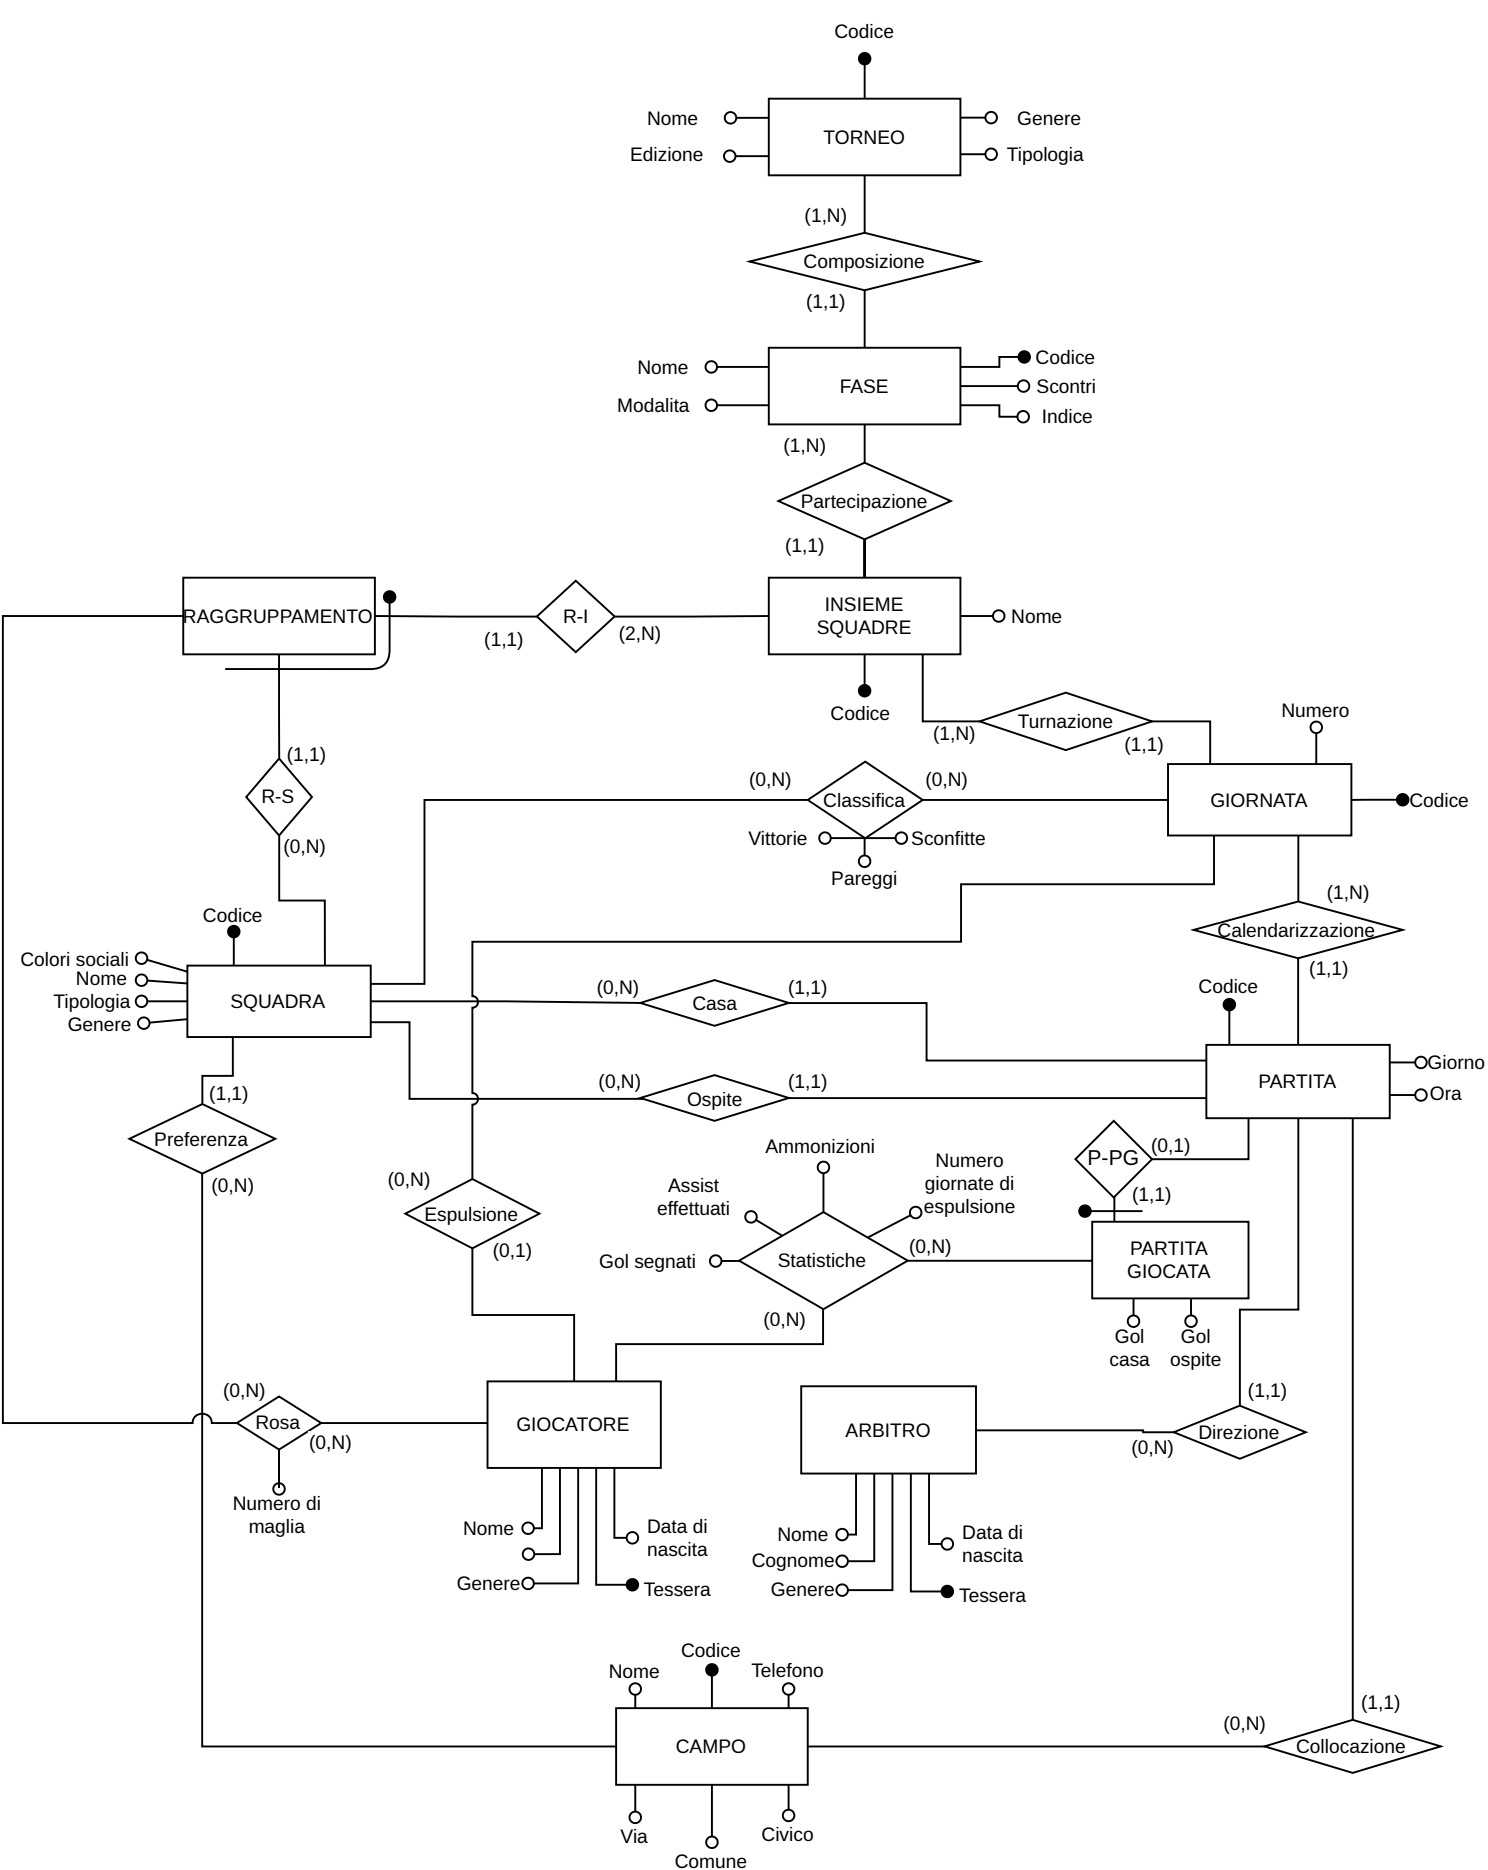 Codice
Nome
Genere
TORNEO
Edizione
Tipologia
(1,N)
Composizione
(1,1)
Nome
Codice
FASE
Scontri
Modalita
Indice
(1,N)
Partecipazione
(1,1)
RAGGRUPPAMENTO
R-I
(1,1)
(2,N)
INSIEME
SQUADRE
Nome
Codice
Turnazione
(1,N)
(1,1)
Numero
(1,1)
R-S
(0,N)
(0,N)
Classifica
(0,N)
Vittorie
Sconfitte
Pareggi
GIORNATA
Codice
(1,N)
Calendarizzazione
(1,1)
Codice
Colori sociali
Nome
Tipologia
Genere
SQUADRA
(0,N)
Casa
(1,1)
Codice
PARTITA
Giorno
Ora
(0,N)
Ospite
(1,1)
(1,1)
Preferenza
(0,N)
(0,N)
Espulsione
(0,1)
Ammonizioni
Assist
effettuati
Numero
giornate di
espulsione
Gol segnati
Statistiche
(0,N)
(0,N)
P-PG
(0,1)
(1,1)
PARTITA
GIOCATA
Gol
casa
Gol
ospite
(0,N)
Rosa
(0,N)
Numero di
maglia
GIOCATORE
ARBITRO
(1,1)
Direzione
(0,N)
Nome
Genere
Data di
nascita
Tessera
Nome
Cognome
Genere
Data di
nascita
Tessera
Codice
Nome
Telefono
CAMPO
(1,1)
(0,N)
Collocazione
Via
Comune
Civico